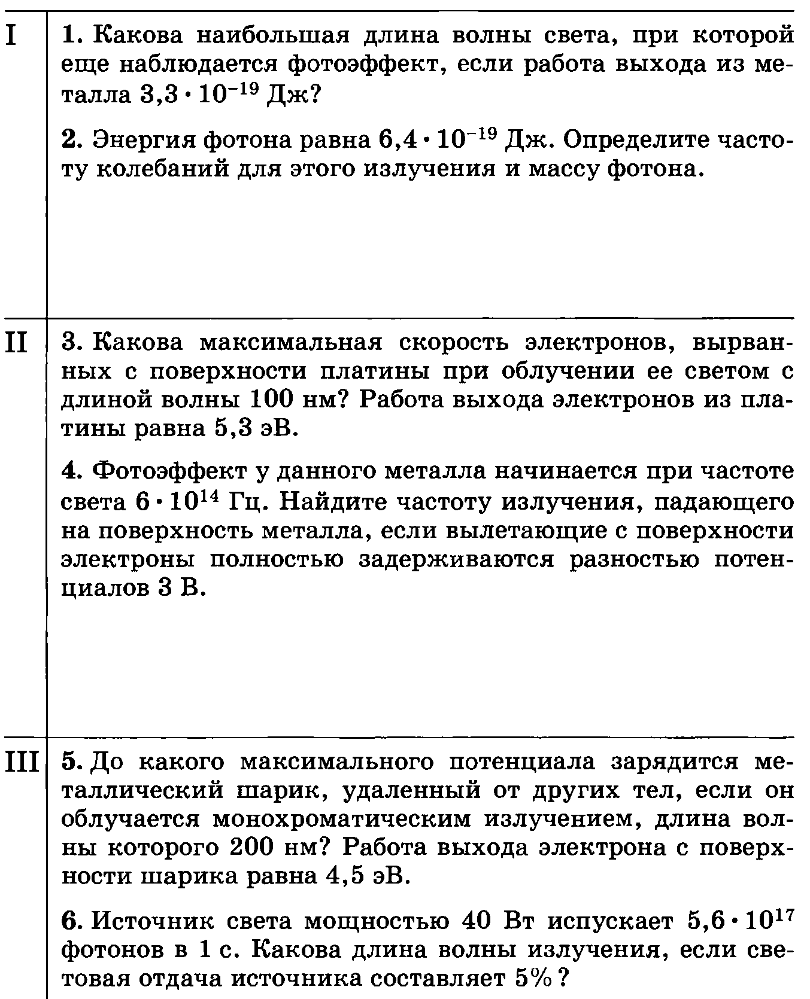 I
1. Какова наибольшая длина волны света, при которой
еще наблюдается фотоэффект, если работа выхода из ме-
талла 3,3 · 10⁻¹⁹ Дж?
2. Энергия фотона равна 6,4 · 10⁻¹⁹ Дж. Определите часто-
ту колебаний для этого излучения и массу фотона.
II
3. Какова максимальная скорость электронов, вырван-
ных с поверхности платины при облучении ее светом с
длиной волны 100 нм? Работа выхода электронов из пла-
тины равна 5,3 эВ.
4. Фотоэффект у данного металла начинается при частоте
света 6 · 10¹⁴ Гц. Найдите частоту излучения, падающего
на поверхность металла, если вылетающие с поверхности
электроны полностью задерживаются разностью потен-
циалов 3 В.
III
5. До какого максимального потенциала зарядится ме-
таллический шарик, удаленный от других тел, если он
облучается монохроматическим излучением, длина вол-
ны которого 200 нм? Работа выхода электрона с поверх-
ности шарика равна 4,5 эВ.
6. Источник света мощностью 40 Вт испускает 5,6 · 10¹⁷
фотонов в 1 с. Какова длина волны излучения, если све-
товая отдача источника составляет 5%?